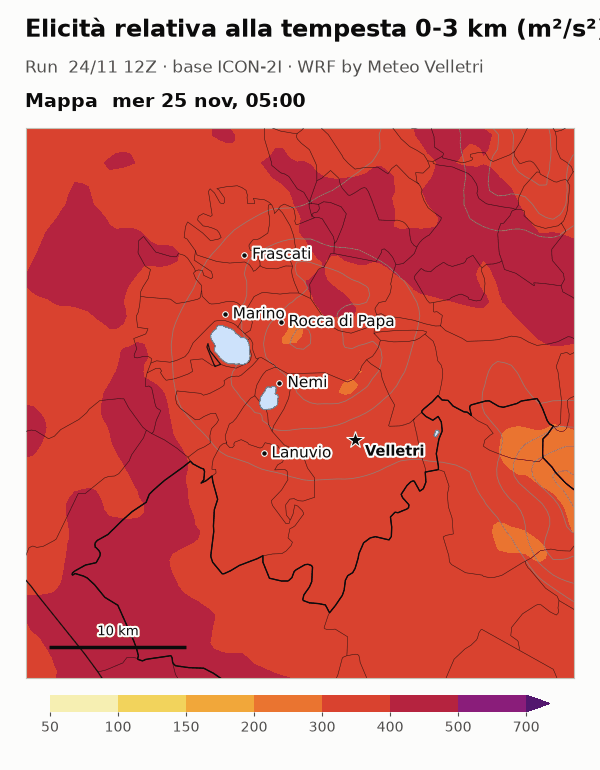 Elicità relativa alla tempesta 0-3 km (m²/s²)
Run 24/11 12Z · base ICON-2I · WRF by Meteo Velletri
Mappa mer 25 nov, 05:00
Frascati
Marino
Rocca di Papa
Nemi
Velletri
Lanuvio
10 km
50 100 150 200 300 400 500 700